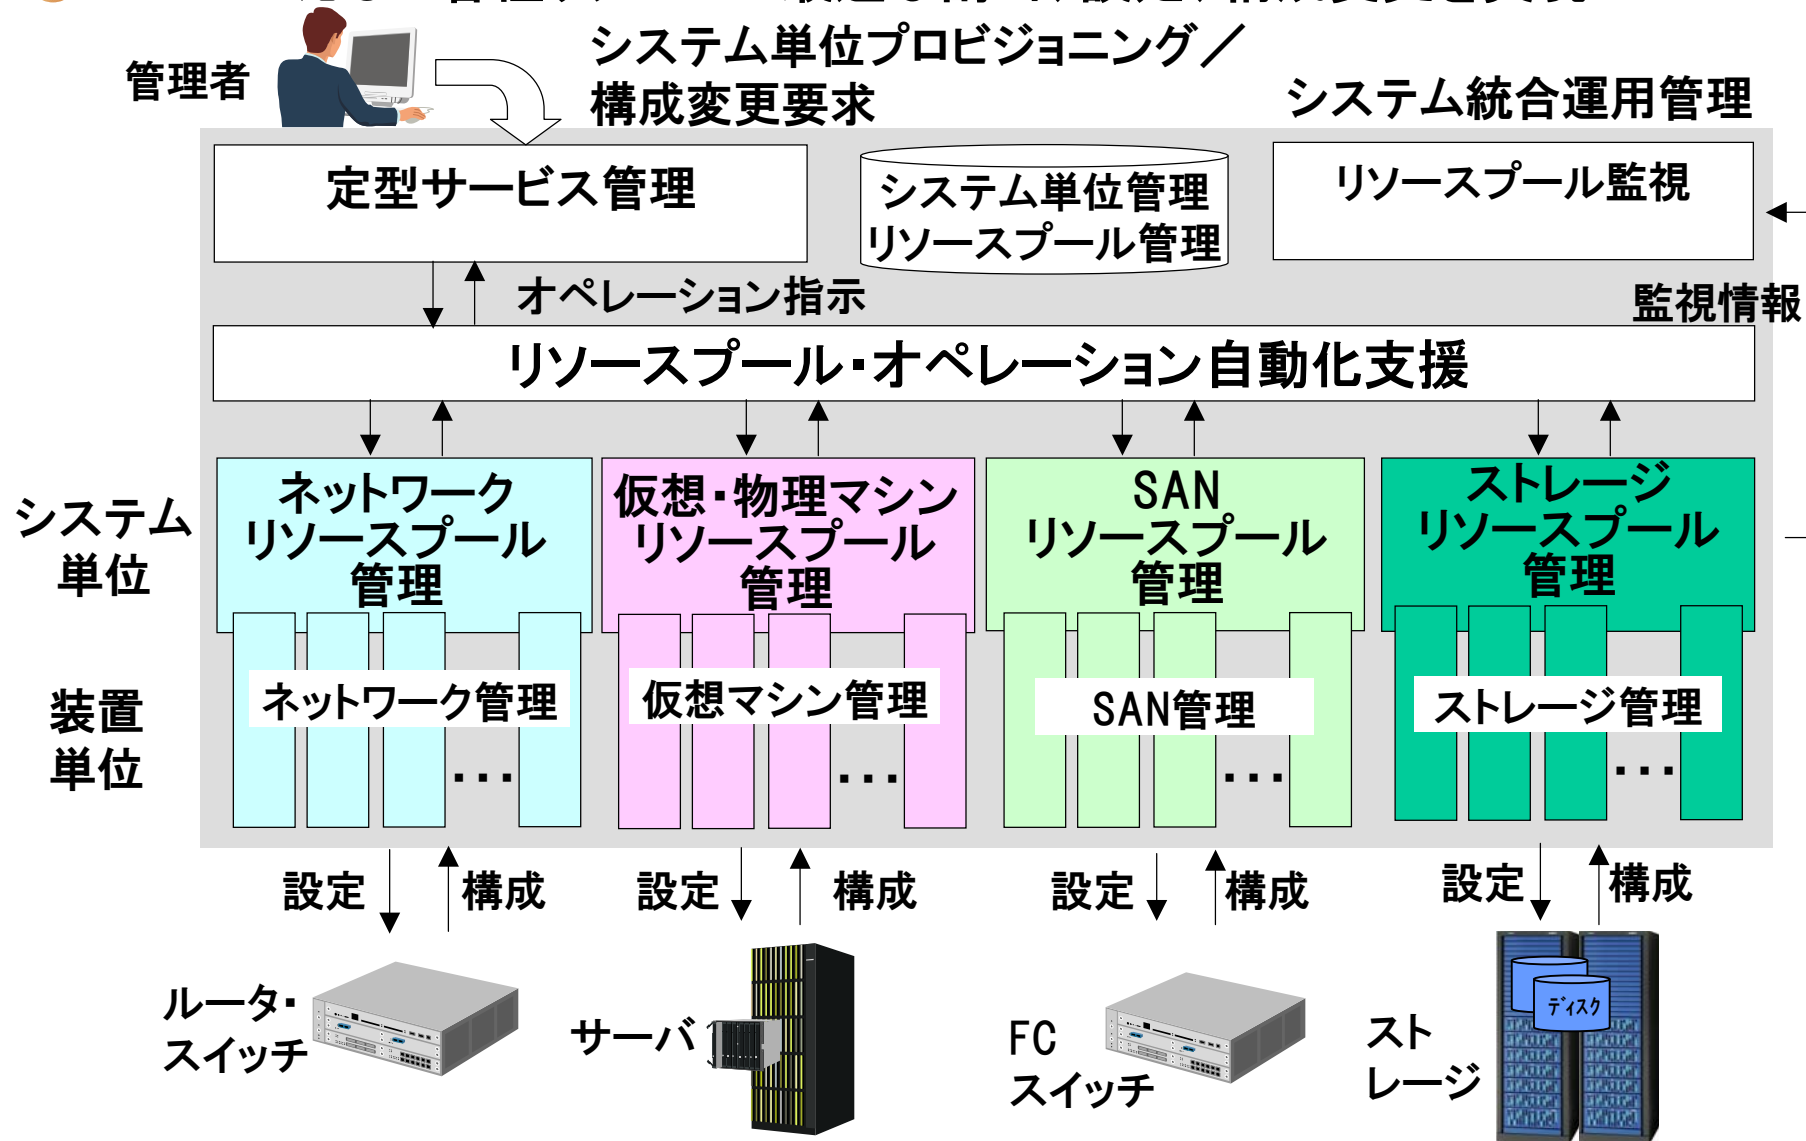 管理者
システム単位プロビジョニング／
構成変更要求
システム統合運用管理
定型サービス管理
システム単位管理
リソースプール管理
リソースプール監視
オペレーション指示
監視情報
リソースプール・オペレーション自動化支援
システム
単位
ネットワーク
リソースプール
管理
仮想・物理マシン
リソースプール
管理
SAN
リソースプール
管理
ストレージ
リソースプール
管理
装置
単位
ネットワーク管理
仮想マシン管理
SAN管理
ストレージ管理
・・・
・・・
・・・
・・・
設定
構成
設定
構成
設定
構成
設定
構成
ルータ・
スイッチ
サーバ
FC
スイッチ
スト
レージ
ディスク